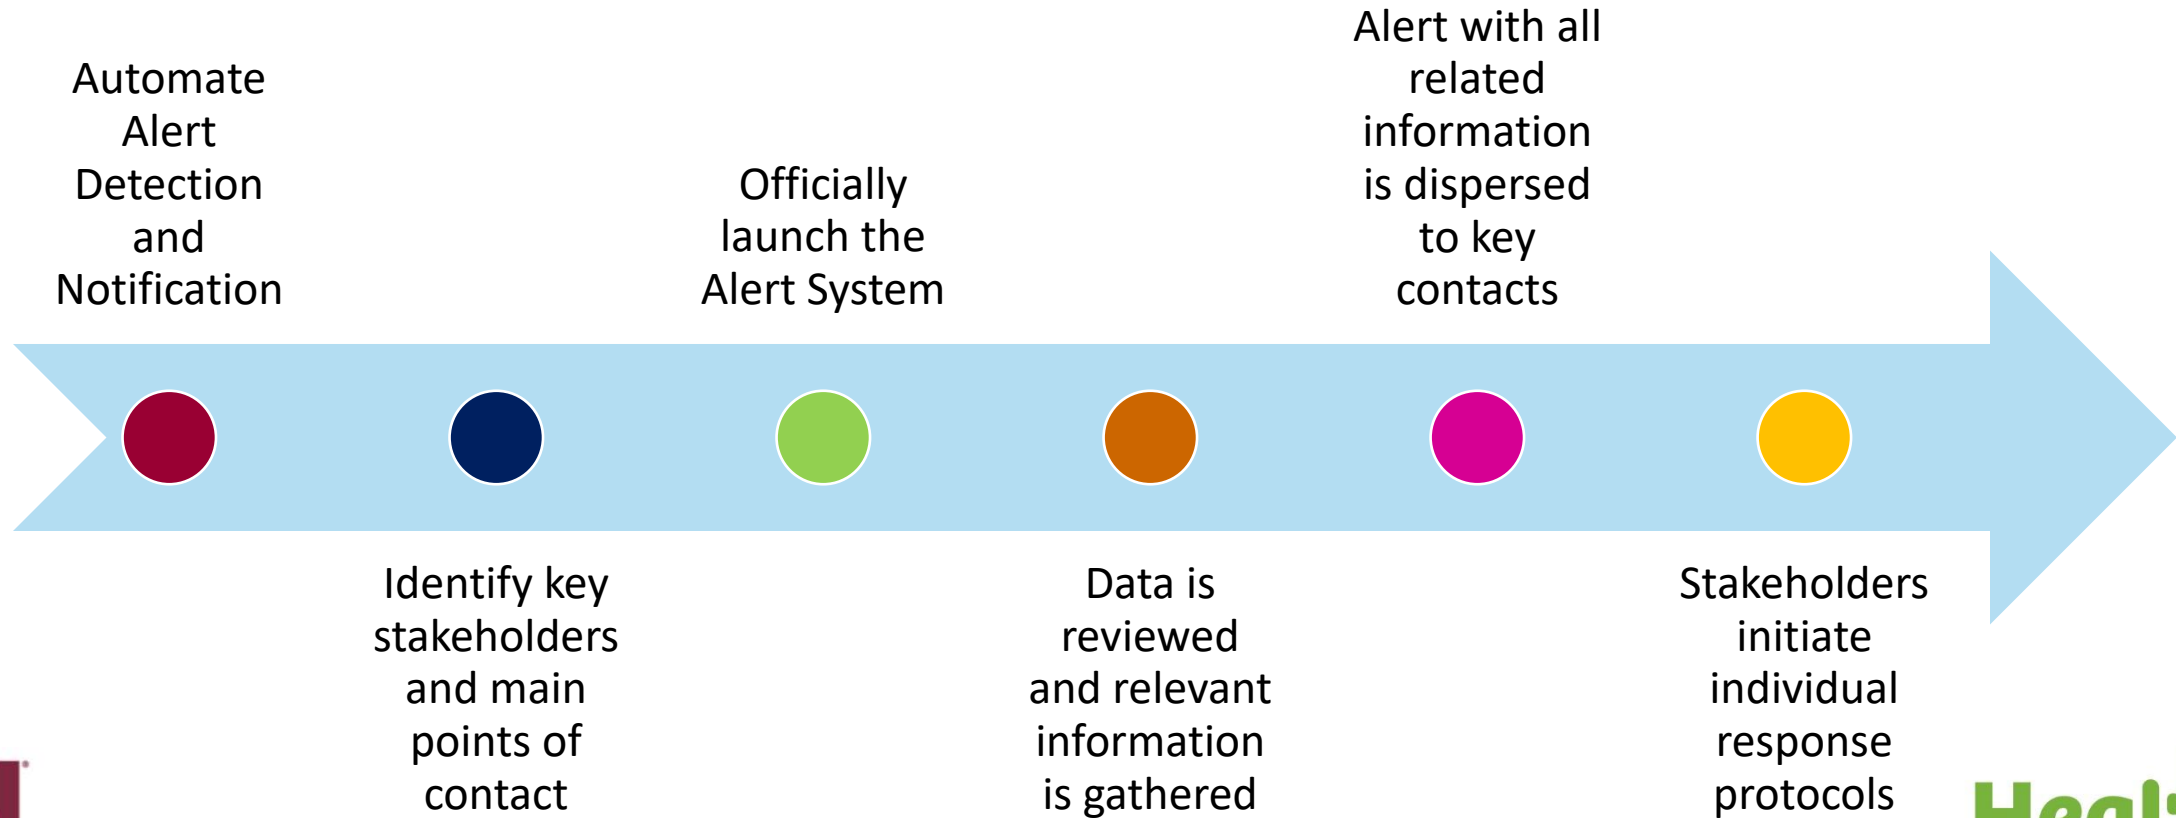 Automate
Alert
Detection
and
Notification
Identify key
stakeholders
and main
points of
contact
Officially
launch the
Alert System
Data is
reviewed
and relevant
information
is gathered
Alert with all
related
information
is dispersed
to key
contacts
Stakeholders
initiate
individual
response
protocols